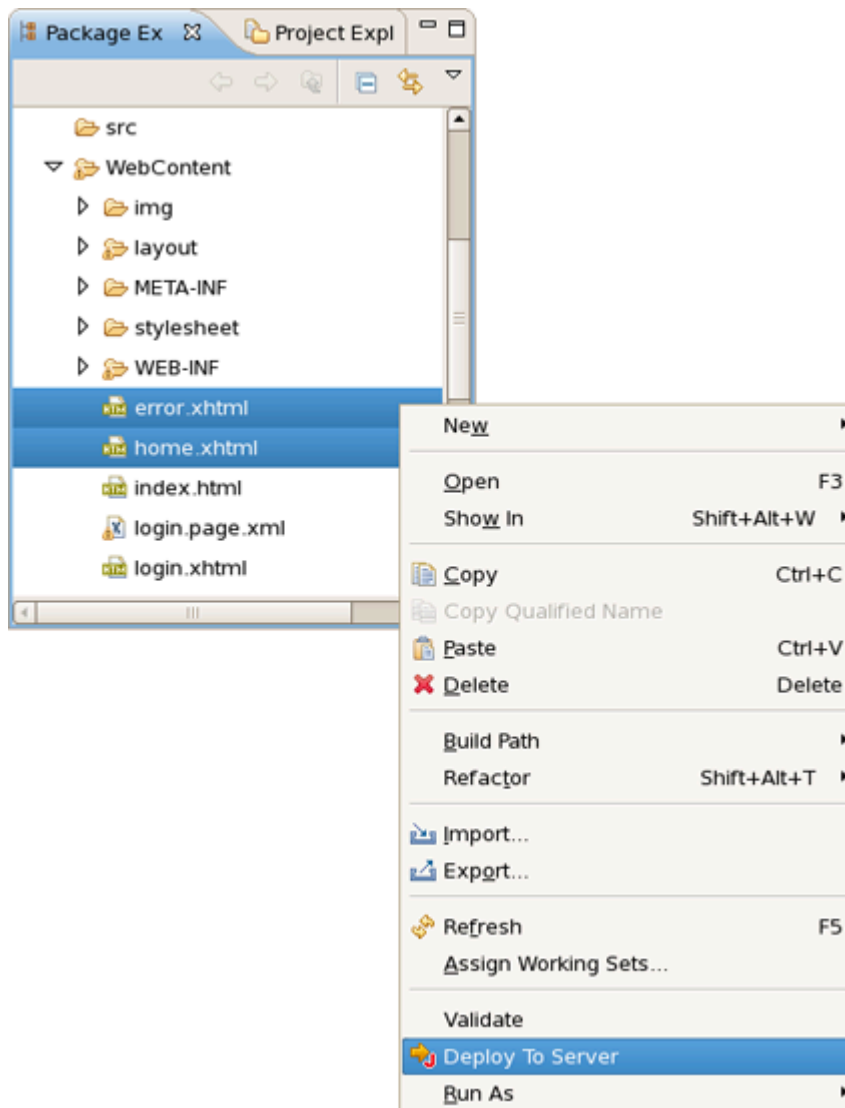 Package Ex Project Expl
src
WebContent
img
layout
META-INF
stylesheet
WEB-INF
error.xhtml
home.xhtml
index.html
login.page.xml
login.xhtml
New
Open F3
Show In Shift+Alt+W
Copy Ctrl+C
Copy Qualified Name
Paste Ctrl+V
Delete Delete
Build Path
Refactor Shift+Alt+T
Import...
Export...
Refresh F5
Assign Working Sets...
Validate
Deploy To Server
Run As